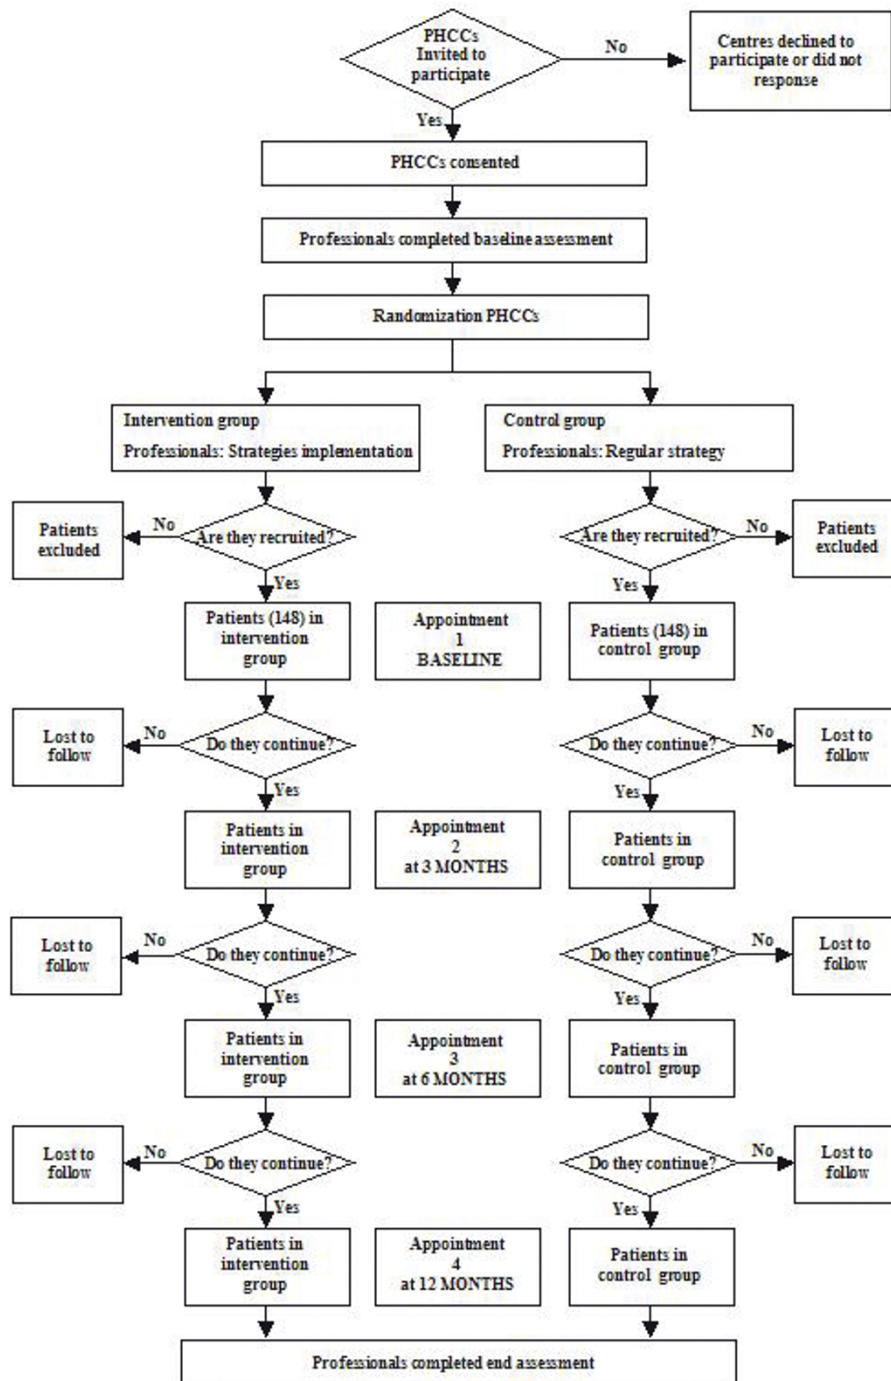 PHCCs
Invited to
participate
No
Centres declined to
participate or did not
response
Yes
PHCCs consented
Professionals completed baseline assessment
Randomization PHCCs
Intervention group
Professionals: Strategies implementation
Control group
Professionals: Regular strategy
Patients
excluded
No
Are they recruited?
Are they recruited?
No
Patients
excluded
Yes
Yes
Patients (148) in
intervention
group
Appointment
1
BASELINE
Patients (148) in
control group
Lost to
follow
No
Do they continue?
Do they continue?
No
Lost to
follow
Yes
Yes
Patients in
intervention
group
Appointment
2
at 3 MONTHS
Patients in
control group
Lost to
follow
No
Do they continue?
Do they continue?
No
Lost to
follow
Yes
Yes
Patients in
intervention
group
Appointment
3
at 6 MONTHS
Patients in
control group
Lost to
follow
No
Do they continue?
Do they continue?
No
Lost to
follow
Yes
Yes
Patients in
intervention
group
Appointment
4
at 12 MONTHS
Patients in
control group
Professionals completed end assessment